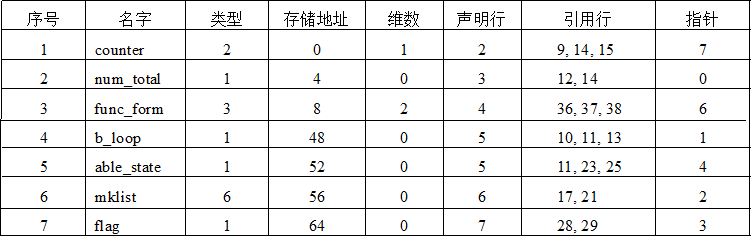 序号 名字 类型 存储地址 维数 声明行 引用行 指针
1 counter 2 0 1 2 9, 14, 15 7
2 num_total 1 4 0 3 12, 14 0
3 func_form 3 8 2 4 36, 37, 38 6
4 b_loop 1 48 0 5 10, 11, 13 1
5 able_state 1 52 0 5 11, 23, 25 4
6 mklist 6 56 0 6 17, 21 2
7 flag 1 64 0 7 28, 29 3